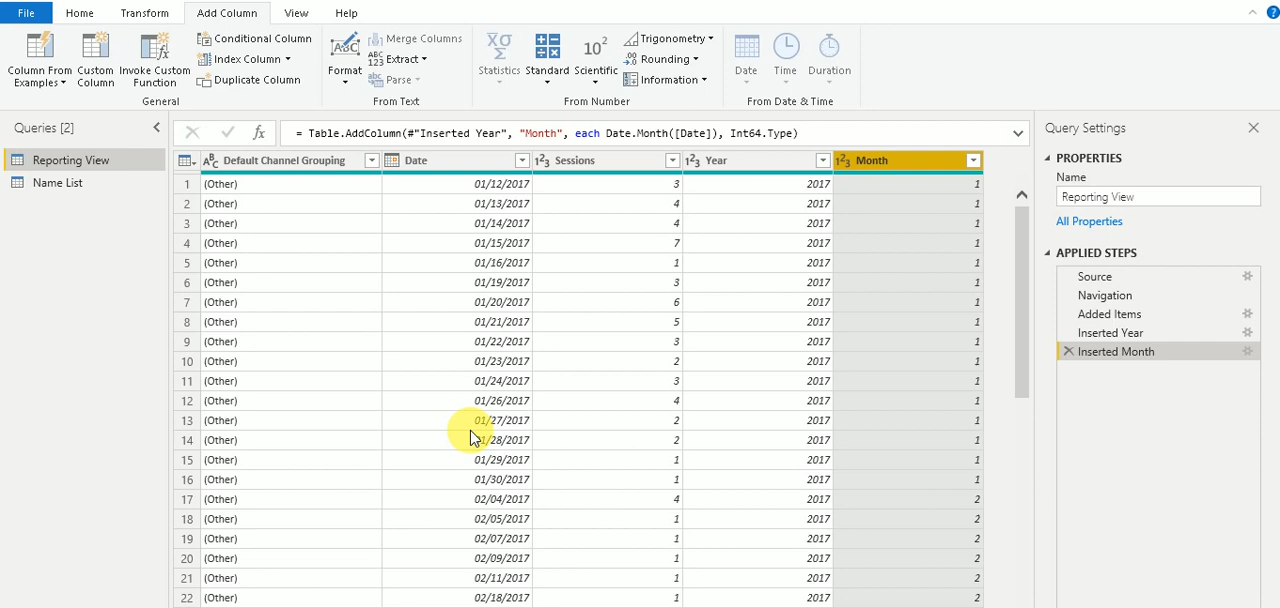 File Home Transform Add Column View Help
Column From Examples
Custom Column
Invoke Custom Function
Conditional Column
Index Column
Duplicate Column
General
Format
Merge Columns
Extract
Parse
From Text
Statistics
Standard
Scientific
Trigonometry
Rounding
Information
From Number
Date
Time
Duration
From Date & Time
Queries [2]
Reporting View
Name List
= Table.AddColumn(#"Inserted Year", "Month", each Date.Month([Date]), Int64.Type)
Default Channel Grouping Date Sessions Year Month
1 (Other) 01/12/2017 3 2017 1
2 (Other) 01/13/2017 4 2017 1
3 (Other) 01/14/2017 4 2017 1
4 (Other) 01/15/2017 7 2017 1
5 (Other) 01/16/2017 1 2017 1
6 (Other) 01/19/2017 3 2017 1
7 (Other) 01/20/2017 6 2017 1
8 (Other) 01/21/2017 5 2017 1
9 (Other) 01/22/2017 3 2017 1
10 (Other) 01/23/2017 2 2017 1
11 (Other) 01/24/2017 3 2017 1
12 (Other) 01/26/2017 4 2017 1
13 (Other) 01/27/2017 2 2017 1
14 (Other) 01/28/2017 2 2017 1
15 (Other) 01/29/2017 1 2017 1
16 (Other) 01/30/2017 1 2017 1
17 (Other) 02/04/2017 4 2017 2
18 (Other) 02/05/2017 1 2017 2
19 (Other) 02/07/2017 1 2017 2
20 (Other) 02/09/2017 1 2017 2
21 (Other) 02/11/2017 1 2017 2
22 (Other) 02/18/2017 1 2017 2
Query Settings
PROPERTIES
Name
Reporting View
All Properties
APPLIED STEPS
Source
Navigation
Added Items
Inserted Year
Inserted Month